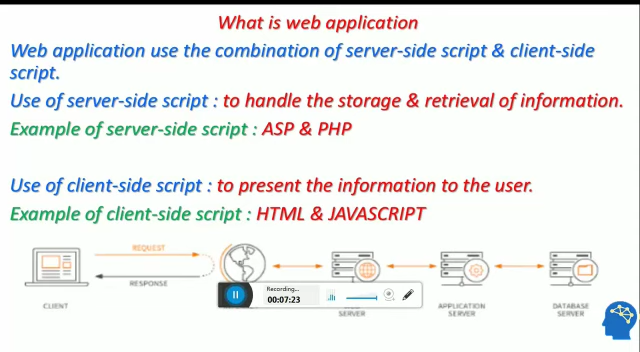 What is web application
Web application use the combination of server-side script & client-side
script.
Use of server-side script : to handle the storage & retrieval of information.
Example of server-side script : ASP & PHP
Use of client-side script : to present the information to the user.
Example of client-side script : HTML & JAVASCRIPT
REQUEST
RESPONSE
Recording...
00:07:23
CLIENT
SERVER
APPLICATION
SERVER
DATABASE
SERVER